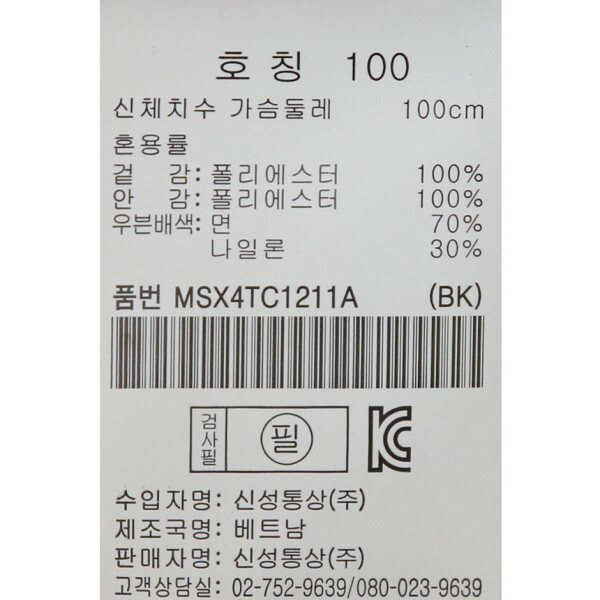 호 칭 100
신체치수 가슴둘레 100cm
혼용률
겉 감: 폴리에스터 100%
안 감: 폴리에스터 100%
우븐배색: 면 70%
나일론 30%
품번 MSX4TC1211A (BK)
검사필 필 KC
수입자명: 신성통상(주)
제조국명: 베트남
판매자명: 신성통상(주)
고객상담실: 02-752-9639/080-023-9639